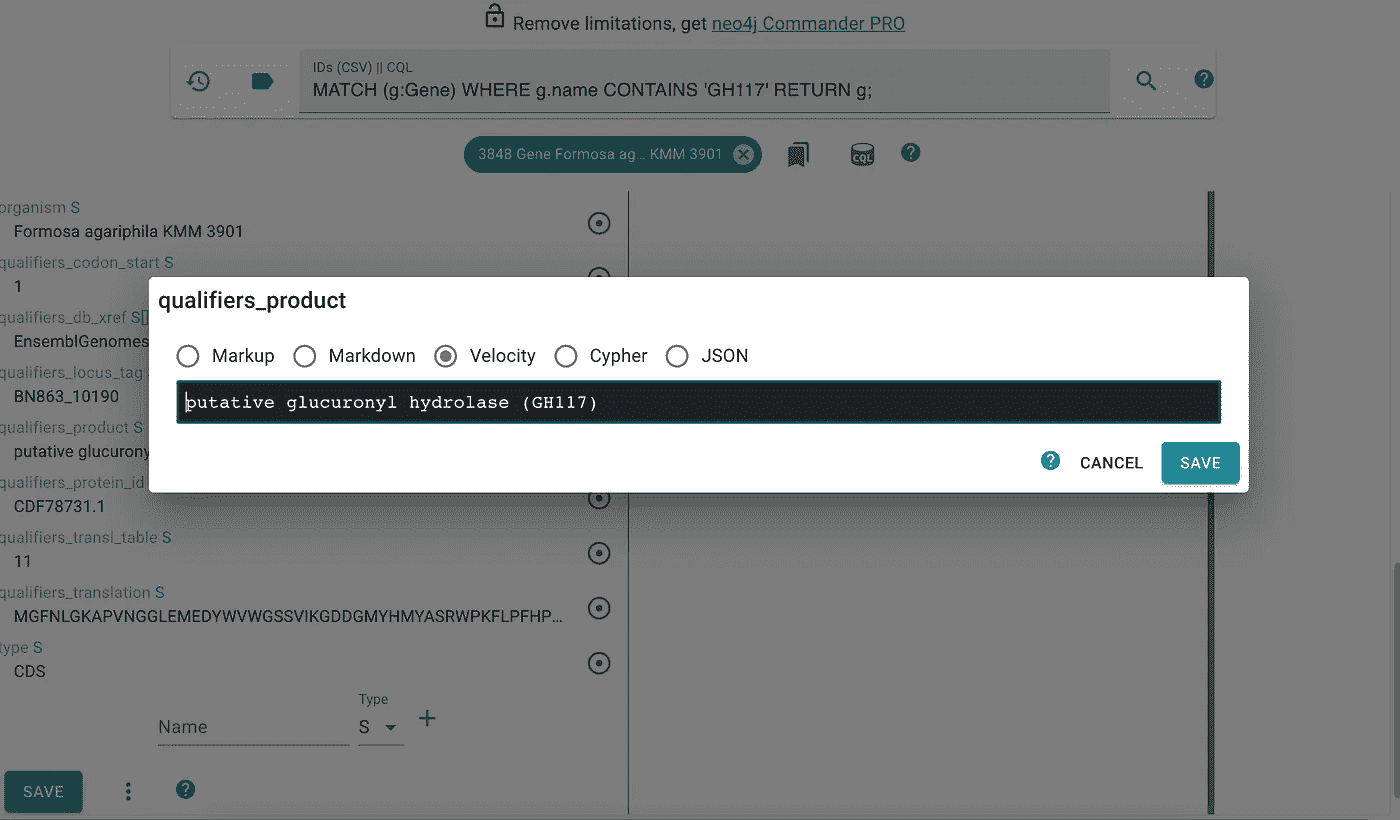 Remove limitations, get neo4j Commander PRO
IDs (CSV) || CQL
MATCH (g:Gene) WHERE g.name CONTAINS 'GH117' RETURN g;
3848 Gene Formosa ag... KMM 3901
CQL
organism S
Formosa agariphila KMM 3901
qualifiers_codon_start S
1
qualifiers_db_xref S[]
EnsemblGenomes
qualifiers_locus_tag
BN863_10190
qualifiers_product S
putative glucurony
qualifiers_protein_id
CDF78731.1
qualifiers_transl_table S
11
qualifiers_translation S
MGFNLGKAPVNGGLEMEDYWVWGSSVIKGDDGMYHMYASRWPKFLPFHP...
type S
CDS
Name
Type
S
SAVE
qualifiers_product
Markup Markdown Velocity Cypher JSON
putative glucuronyl hydrolase (GH117)
CANCEL SAVE